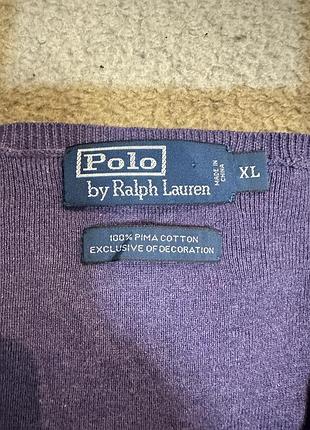 Polo
by Ralph Lauren
MADE IN
CHINA
XL
100% PIMA COTTON
EXCLUSIVE OF DECORATION